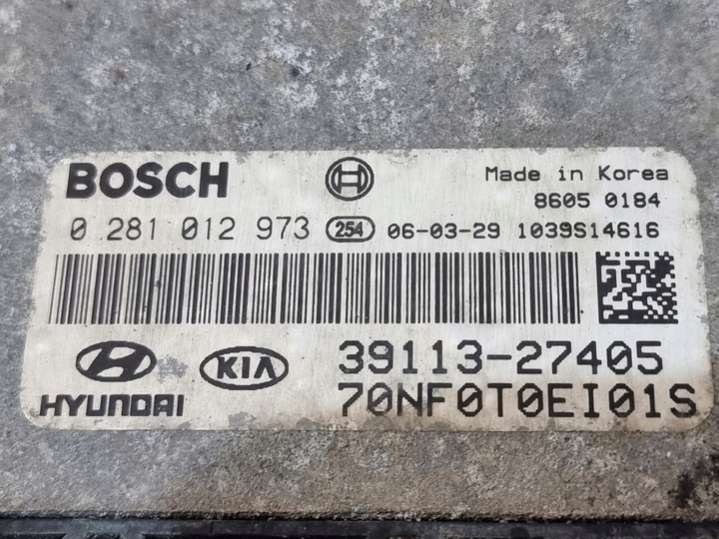 BOSCH Made in Korea
8605 0184
0 281 012 973 254 06-03-29 1039S14616
HYUNDAI KIA 39113-27405
70NF0T0EI01S